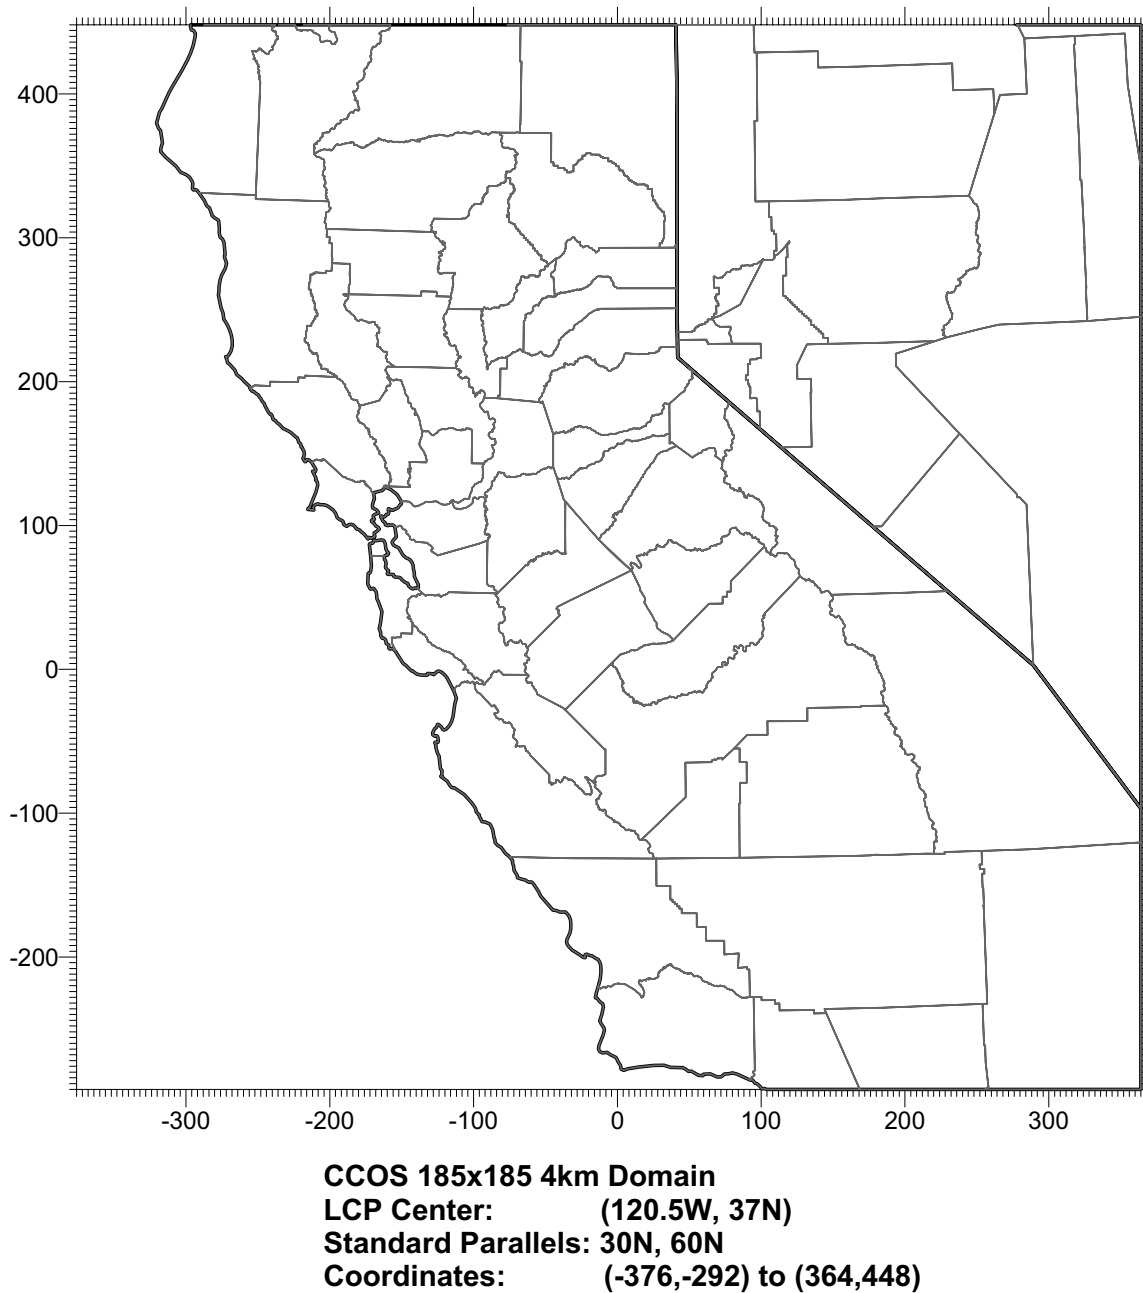 400
300
200
100
0
-100
-200
-300 -200 -100 0 100 200 300
CCOS 185x185 4km Domain
LCP Center: (120.5W, 37N)
Standard Parallels: 30N, 60N
Coordinates: (-376,-292) to (364,448)